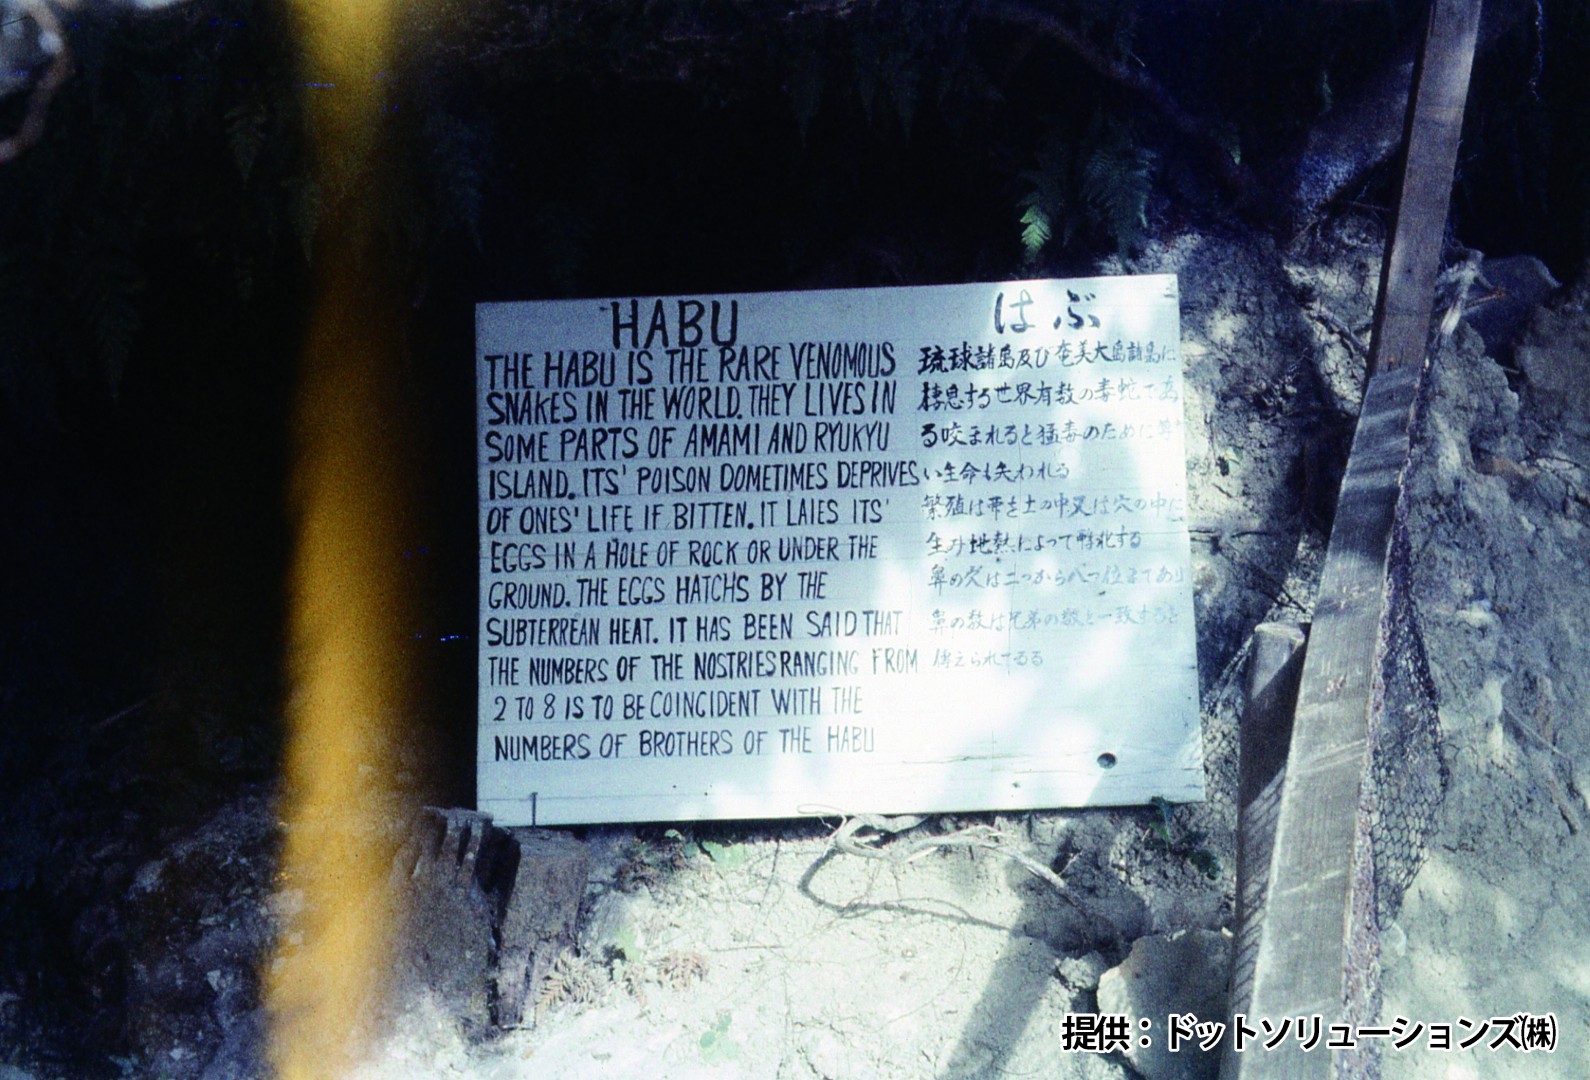 HABU
THE HABU IS THE RARE VENOMOUS
SNAKES IN THE WORLD. THEY LIVES IN
SOME PARTS OF AMAMI AND RYUKYU
ISLAND. ITS' POISON DOMETIMES DEPRIVES
OF ONES' LIFE IF BITTEN. IT LAIES ITS'
EGGS IN A HOLE OF ROCK OR UNDER THE
GROUND. THE EGGS HATCHS BY THE
SUBTERREAN HEAT. IT HAS BEEN SAID THAT
THE NUMBERS OF THE NOSTRIES RANGING FROM
2 TO 8 IS TO BE COINCIDENT WITH THE
NUMBERS OF BROTHERS OF THE HABU
はぶ
琉球諸島及び奄美大島諸島に
棲息する世界有数の毒蛇であ
る咬まれると猛毒のために
い生命も失われる
繁殖は卵を土の中又は穴の中に
生み地熱によって孵化する
鼻の穴は二つから八つ位まであり
鼻の数は兄弟の数と一致すると
伝えられてゐる
提供：ドットソリューションズ㈱